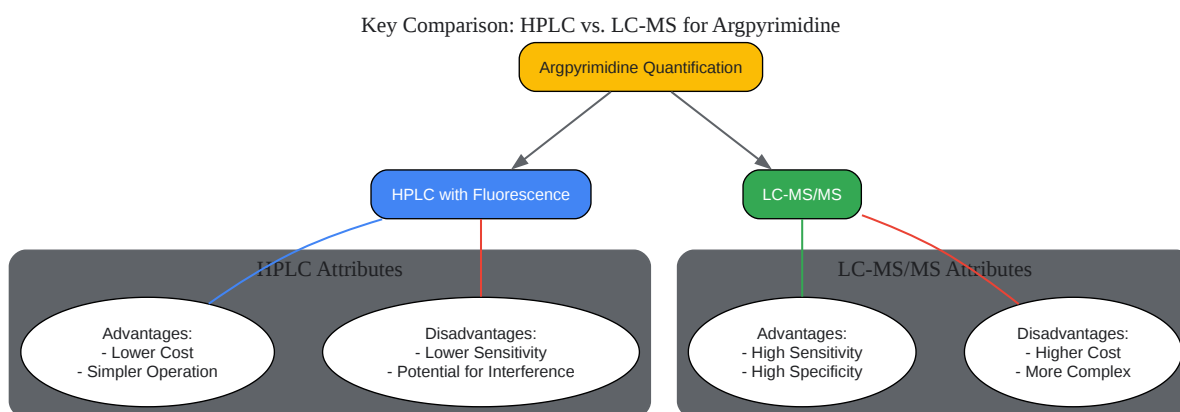 Key Comparison: HPLC vs. LC-MS for Argpyrimidine
Argpyrimidine Quantification
HPLC with Fluorescence
LC-MS/MS
HPLC Attributes
LC-MS/MS Attributes
Advantages:
- Lower Cost
- Simpler Operation
Disadvantages:
- Lower Sensitivity
- Potential for Interference
Advantages:
- High Sensitivity
- High Specificity
Disadvantages:
- Higher Cost
- More Complex